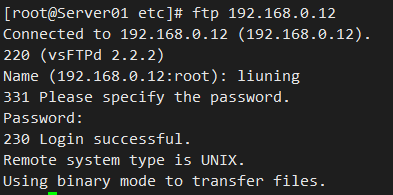 [root@Server01 etc]# ftp 192.168.0.12
Connected to 192.168.0.12 (192.168.0.12).
220 (vsFTPd 2.2.2)
Name (192.168.0.12:root): liuning
331 Please specify the password.
Password:
230 Login successful.
Remote system type is UNIX.
Using binary mode to transfer files.